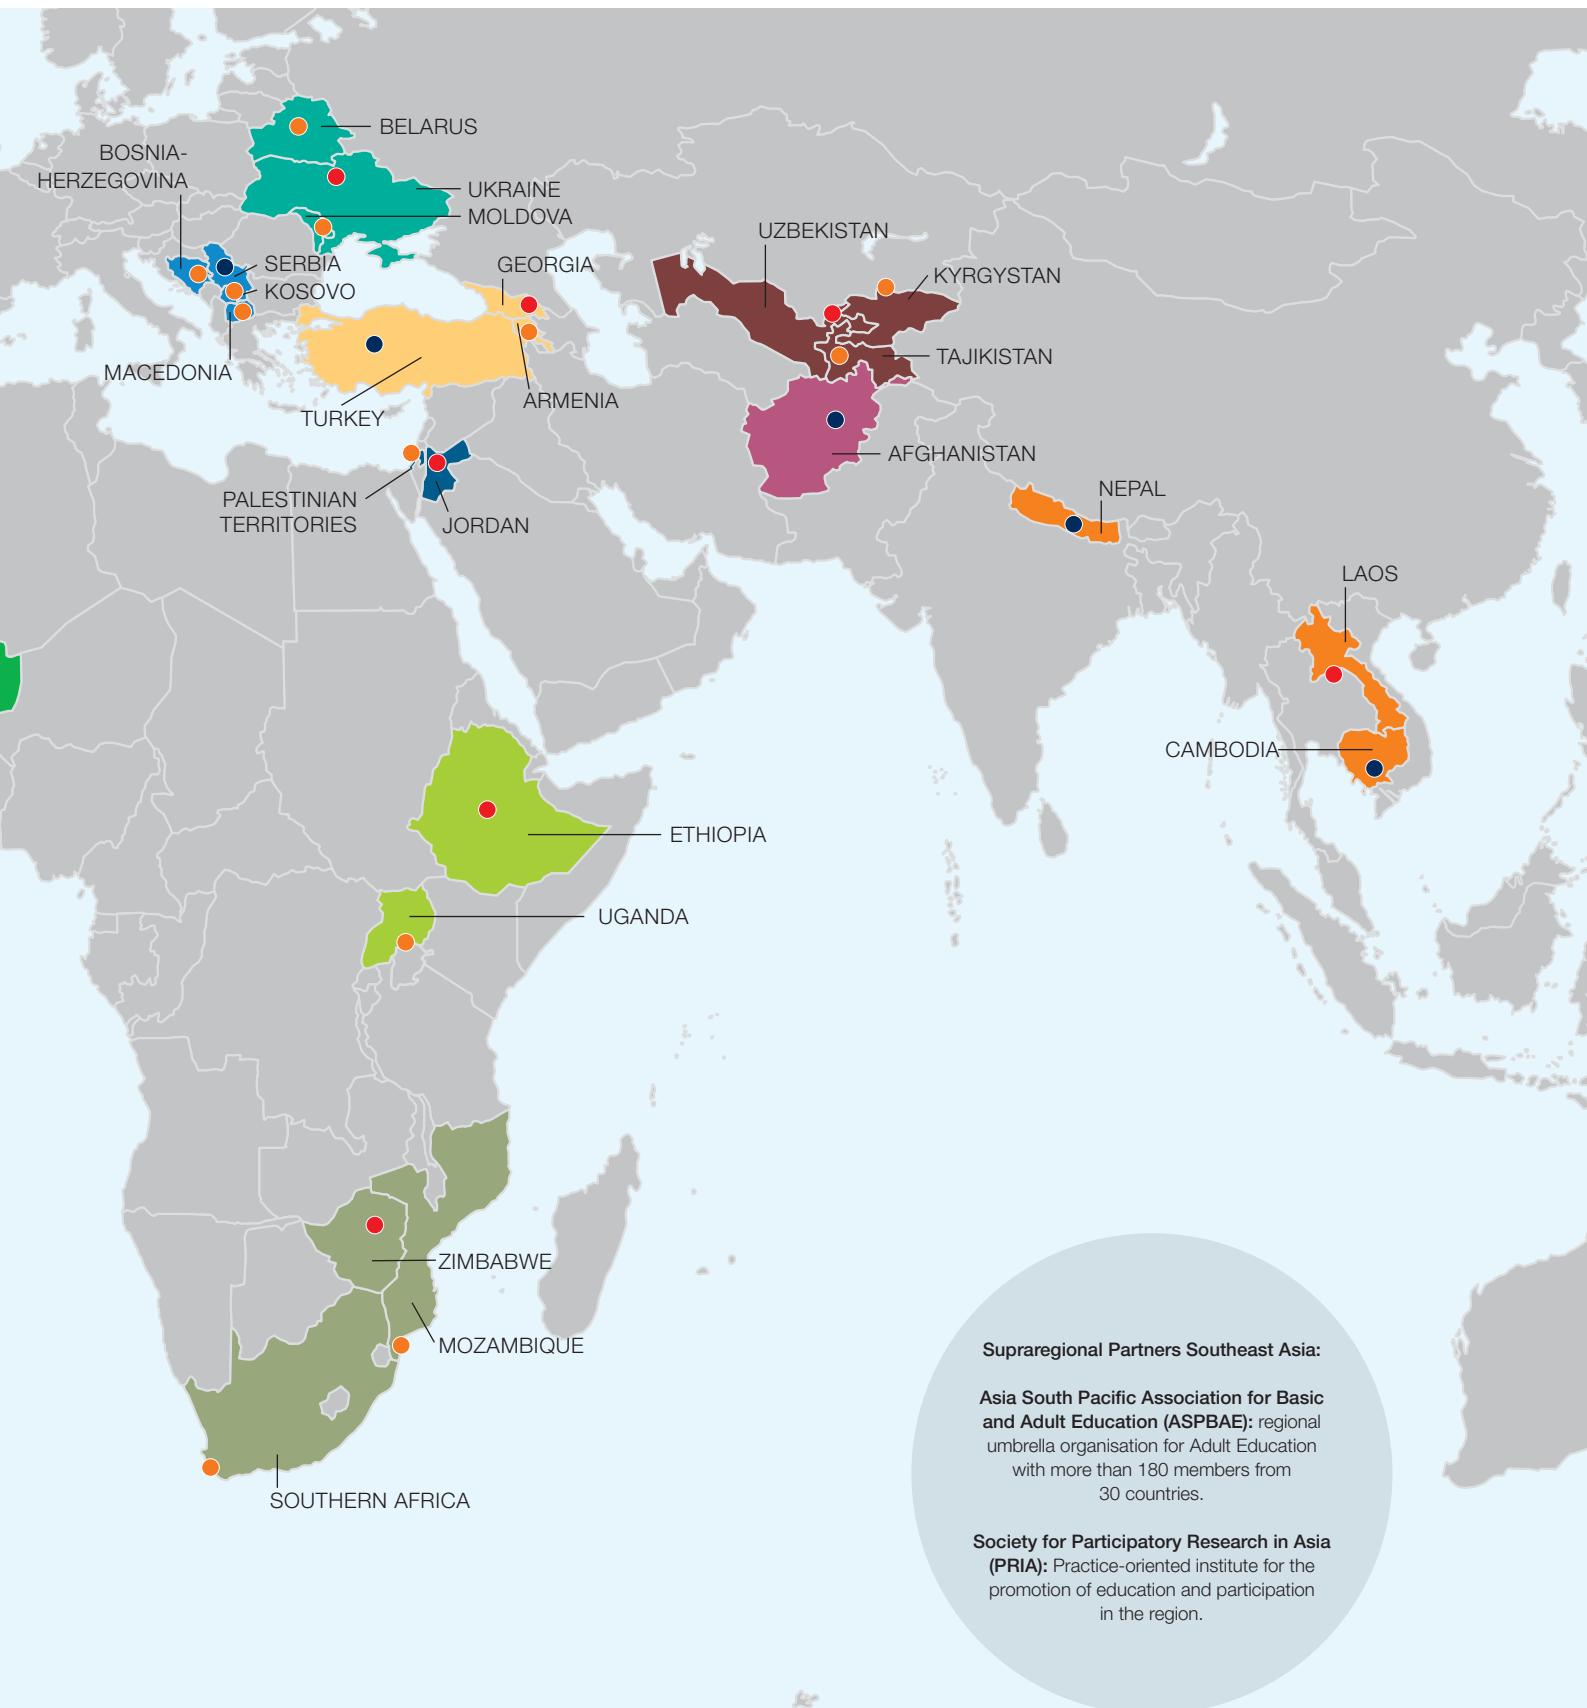 BELARUS
BOSNIA-
HERZEGOVINA
UKRAINE
MOLDOVA
UZBEKISTAN
SERBIA
GEORGIA
KYRGYSTAN
KOSOVO
TAJIKISTAN
MACEDONIA
ARMENIA
TURKEY
AFGHANISTAN
NEPAL
PALESTINIAN
TERRITORIES
JORDAN
LAOS
CAMBODIA
ETHIOPIA
UGANDA
ZIMBABWE
MOZAMBIQUE
SOUTHERN AFRICA
Supraregional Partners Southeast Asia:
Asia South Pacific Association for Basic
and Adult Education (ASPBAE): regional
umbrella organisation for Adult Education
with more than 180 members from
30 countries.
Society for Participatory Research in Asia
(PRIA): Practice-oriented institute for the
promotion of education and participation
in the region.